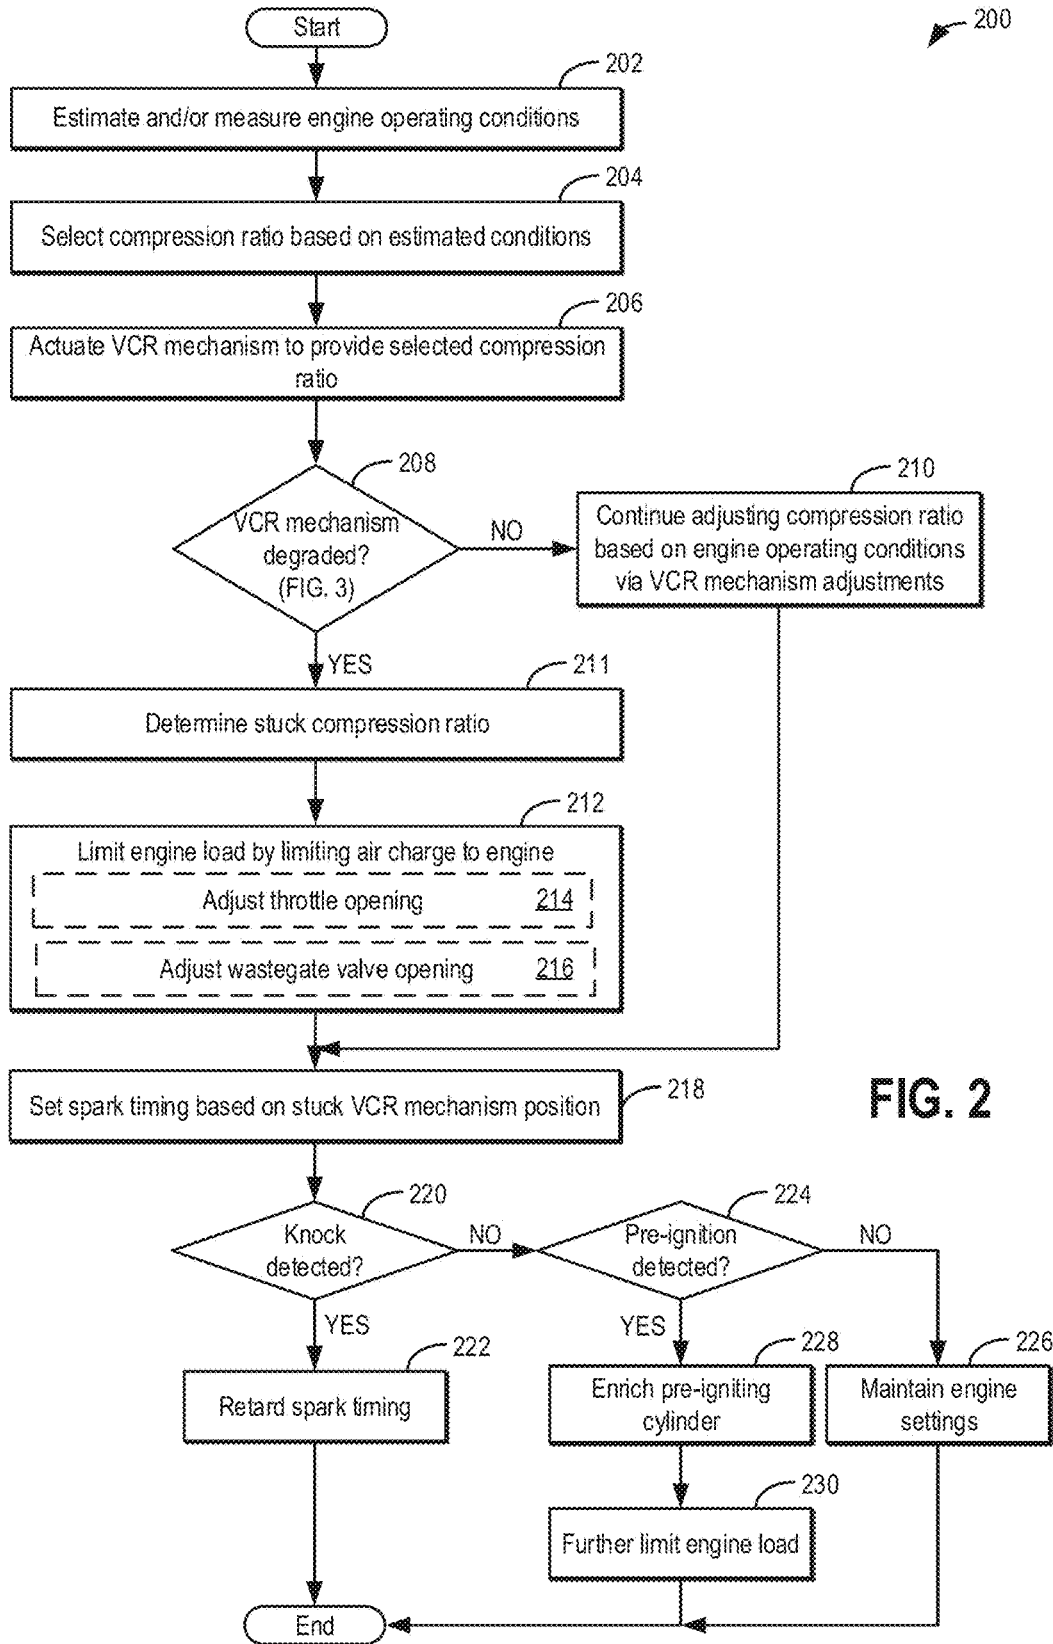 Start
200
202
Estimate and/or measure engine operating conditions
204
Select compression ratio based on estimated conditions
206
Actuate VCR mechanism to provide selected compression
ratio
208
VCR mechanism
degraded?
(FIG. 3)
NO
210
Continue adjusting compression ratio
based on engine operating conditions
via VCR mechanism adjustments
YES
211
Determine stuck compression ratio
212
Limit engine load by limiting air charge to engine
Adjust throttle opening 214
Adjust wastegate valve opening 216
Set spark timing based on stuck VCR mechanism position
218
FIG. 2
220
Knock
detected?
NO
224
Pre-ignition
detected?
NO
YES
222
Retard spark timing
YES
228
Enrich pre-igniting
cylinder
226
Maintain engine
settings
230
Further limit engine load
End